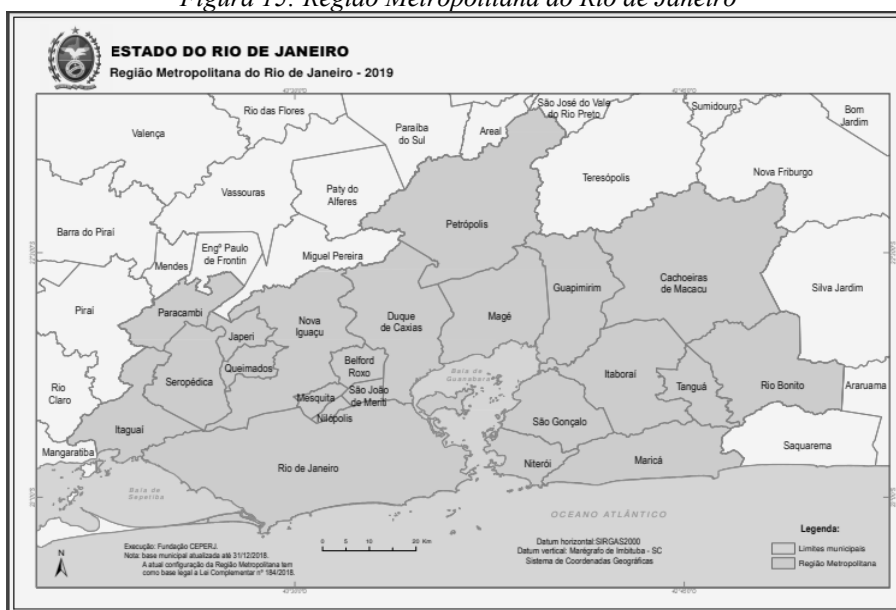 Figura 15: Região Metropolitana do Rio de Janeiro
ESTADO DO RIO DE JANEIRO
Região Metropolitana do Rio de Janeiro - 2019
Valença
Rio das Flores
Paraíba
do Sul
Areal
São José do Vale
do Rio Preto
Sumidouro
Bom
Jardim
Vassouras
Paty do
Alferes
Teresópolis
Nova Friburgo
Barra do Piraí
Petrópolis
Mendes
Engª Paulo
de Frontin
Miguel Pereira
Piraí
Paracambi
Nova
Iguaçu
Duque
de Caxias
Magé
Guapimirim
Cachoeiras
de Macacu
Silva Jardim
Japeri
Queimados
Seropédica
Belford
Roxo
Baía de
Guanabara
Itaboraí
Tanguá
Rio Bonito
Araruama
Rio
Claro
Mesquita
São João
de Meriti
Nilópolis
São Gonçalo
Itaguaí
Mangaratiba
Rio de Janeiro
Niterói
Maricá
Saquarema
Baía de
Sepetiba
OCEANO ATLÂNTICO
N
Execução: Fundação CEPERJ.
Nota: base municipal atualizada até 31/12/2018.
A atual configuração da Região Metropolitana tem
como base legal a Lei Complementar nº 184/2018.
0 5 10 20 Km
Datum horizontal:SIRGAS2000
Datum vertical: Marégrafo de Imbituba - SC
Sistema de Coordenadas Geográficas
Legenda:
Limites municipais
Região Metropolitana